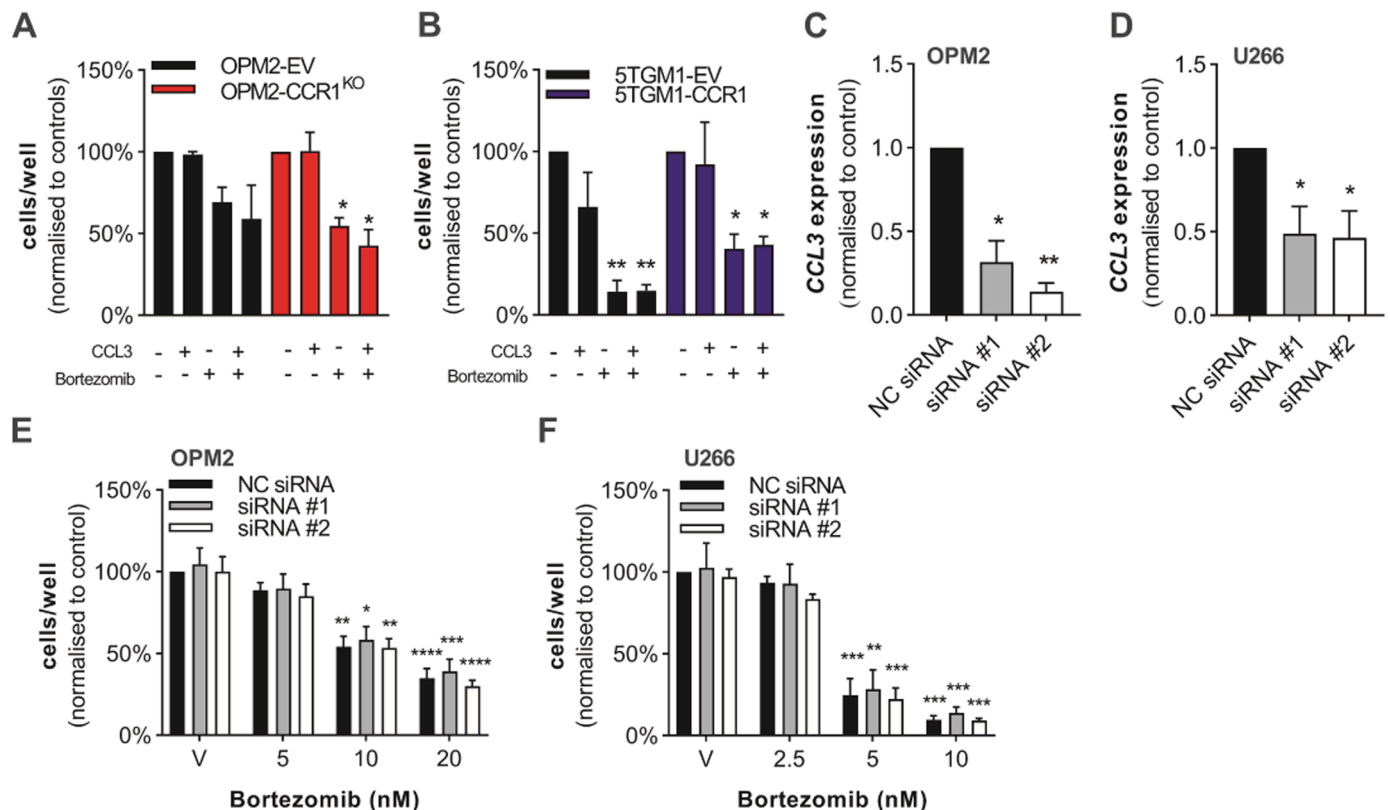 A
OPM2-EV
OPM2-CCR1KO
150%
100%
50%
0%
cells/well
(normalised to controls)
*
*
CCL3 - + - + - + - +
Bortezomib - - + + - - + +
B
5TGM1-EV
5TGM1-CCR1
150%
100%
50%
0%
cells/well
(normalised to controls)
**
**
*
*
CCL3 - + - + - + - +
Bortezomib - - + + - - + +
C
OPM2
1.5
1.0
0.5
0.0
CCL3 expression
(normalised to control)
*
**
NC siRNA
siRNA #1
siRNA #2
D
U266
1.5
1.0
0.5
0.0
CCL3 expression
(normalised to control)
*
*
NC siRNA
siRNA #1
siRNA #2
E
OPM2
NC siRNA
siRNA #1
siRNA #2
150%
100%
50%
0%
cells/well
(normalised to control)
** * **
**** *** ****
V 5 10 20
Bortezomib (nM)
F
U266
NC siRNA
siRNA #1
siRNA #2
150%
100%
50%
0%
cells/well
(normalised to control)
*** ** ***
*** *** ***
V 2.5 5 10
Bortezomib (nM)